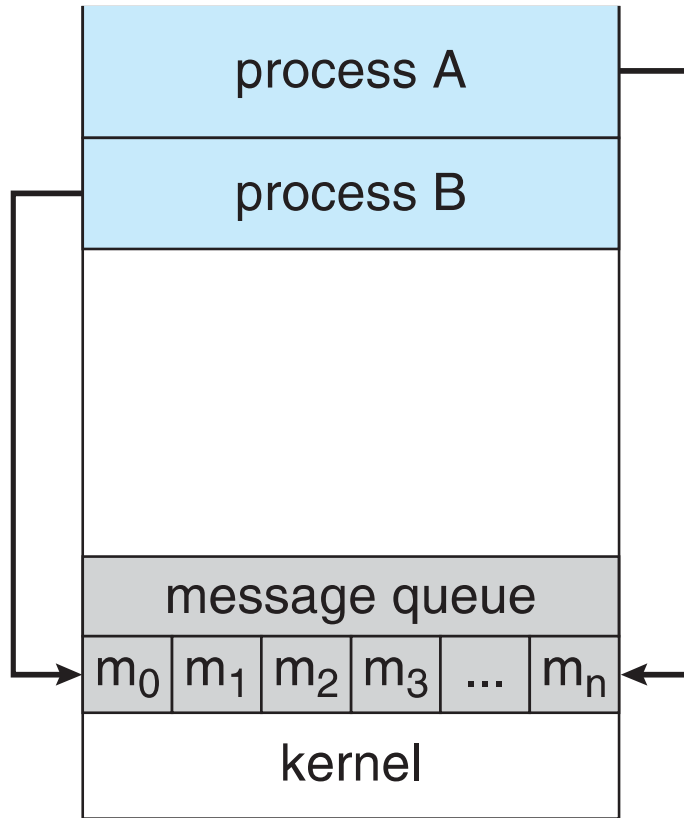 process A
process B
message queue
m₀ m₁ m₂ m₃ ... mₙ
kernel